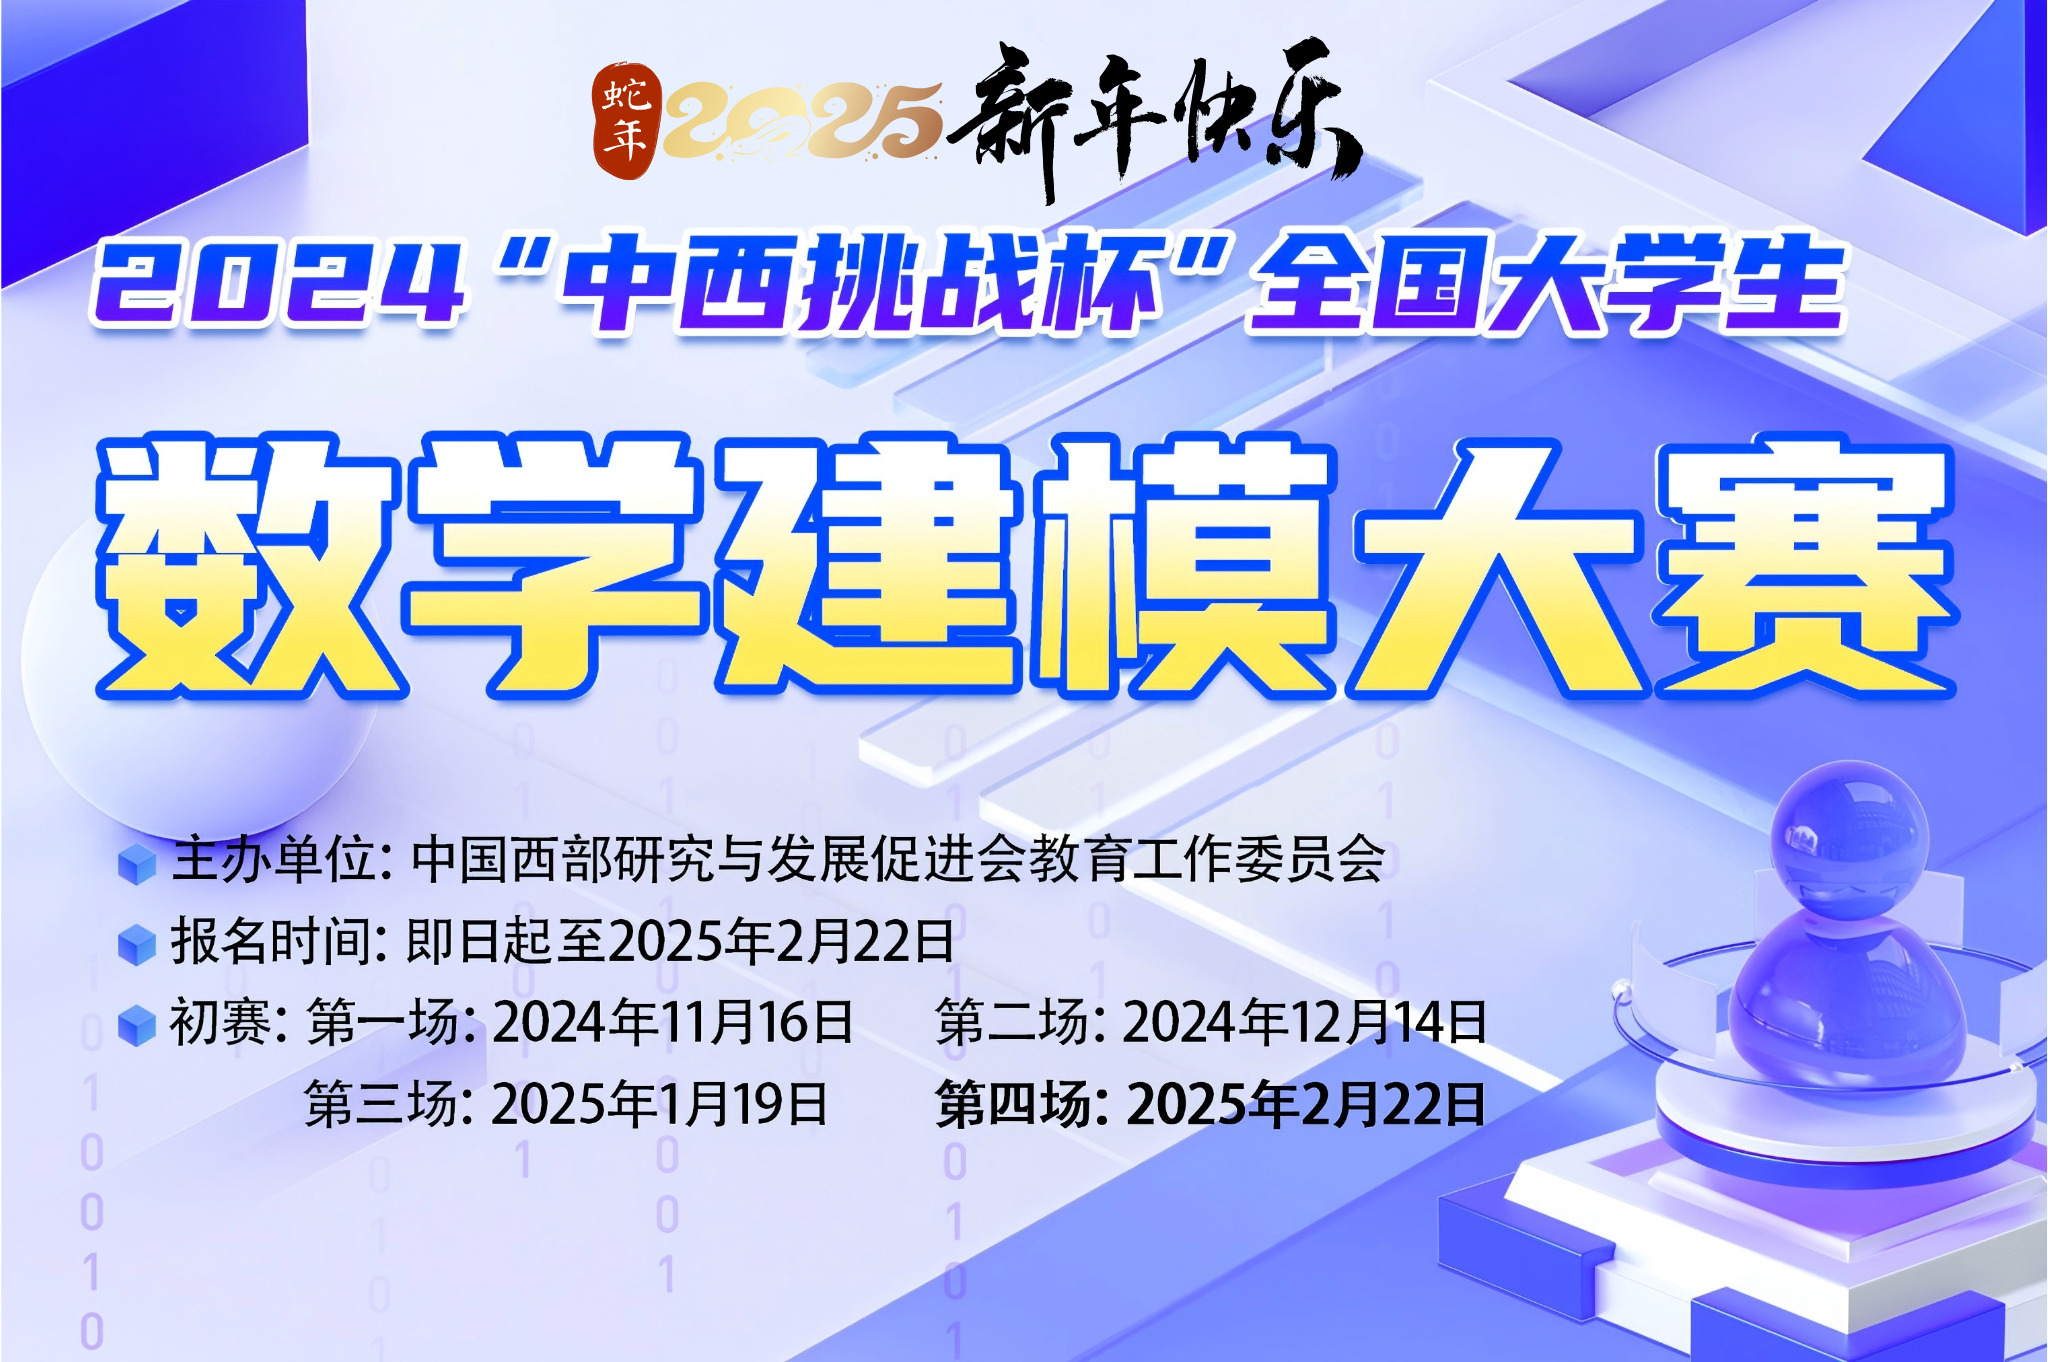 蛇年 2025 新年快乐
2024“中西挑战杯”全国大学生
数学建模大赛
主办单位：中国西部研究与发展促进会教育工作委员会
报名时间：即日起至2025年2月22日
初赛：第一场：2024年11月16日 第二场：2024年12月14日
第三场：2025年1月19日 第四场：2025年2月22日